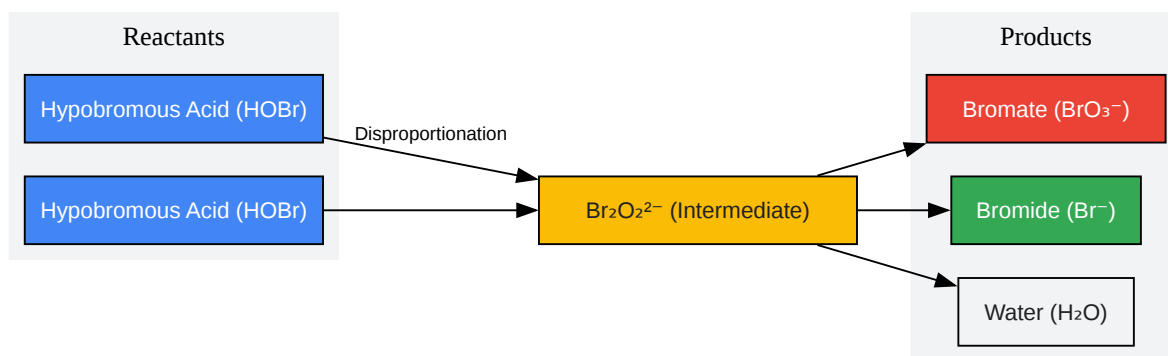 Reactants
Products
Hypobromous Acid (HOBr)
Disproportionation
Bromate (BrO₃⁻)
Hypobromous Acid (HOBr)
Br₂O₂²⁻ (Intermediate)
Bromide (Br⁻)
Water (H₂O)